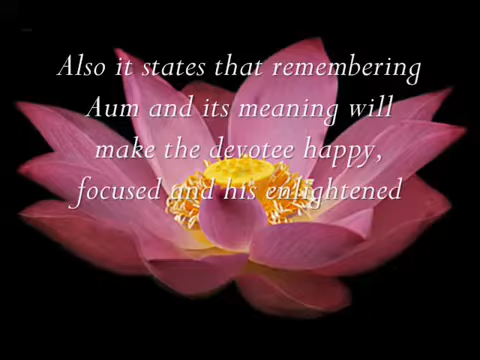 Also it states that remembering
Aum and its meaning will
make the devotee happy,
focused and his enlightened